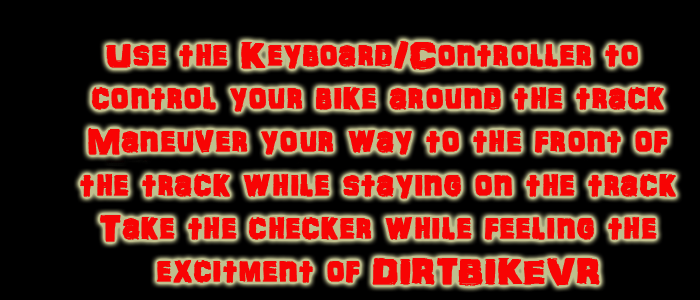 Use the Keyboard/Controller to
control your bike around the track
Maneuver your way to the front of
the track while staying on the track
Take the checker while feeling the
excitment of DIRTBIKEVR